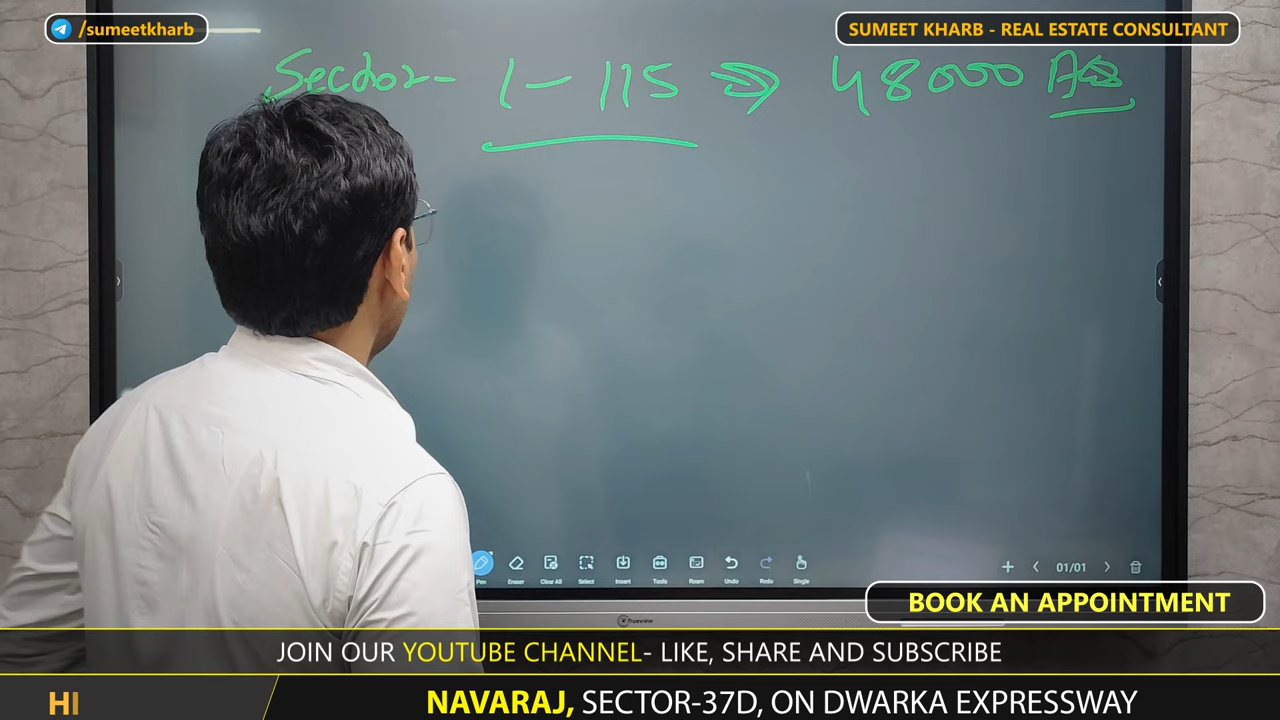 /sumeetkharb
SUMEET KHARB - REAL ESTATE CONSULTANT
Sector- 1-115 ⇒ 48000
Pen Eraser Clear All Select Insert Tools Roam Undo Redo Single
01/01
Trueview
BOOK AN APPOINTMENT
JOIN OUR YOUTUBE CHANNEL- LIKE, SHARE AND SUBSCRIBE
HI
NAVARAJ, SECTOR-37D, ON DWARKA EXPRESSWAY